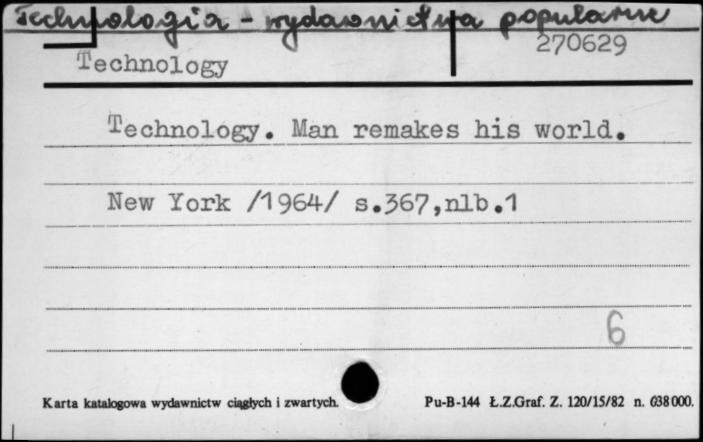 Technologia - wydawnictwa popularne
270629
Technology
Technology. Man remakes his world.
New York /1964/ s.367,nlb.1
6
Karta katalogowa wydawnictw ciągłych i zwartych. Pu-B-144 Ł.Z.Graf. Z. 120/15/82 n. 638000.